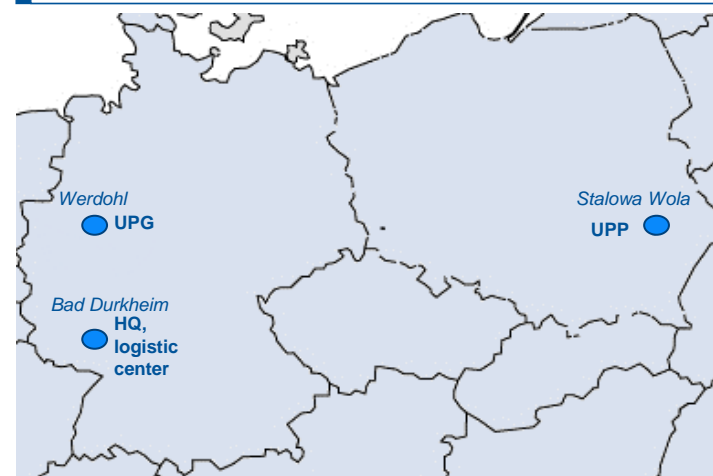 Werdohl
UPG
Stalowa Wola
UPP
Bad Durkheim
HQ,
logistic
center